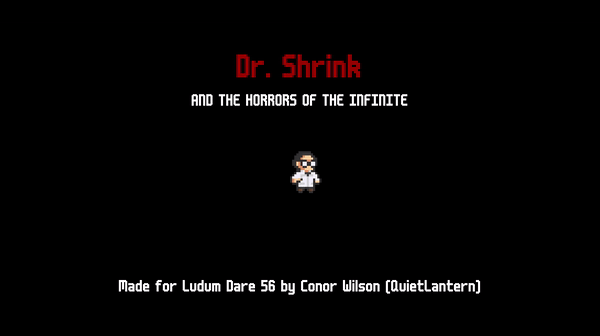 Dr. Shrink
AND THE HORRORS OF THE INFINITE
Made for Ludum Dare 56 by Conor Wilson (QuietLantern)